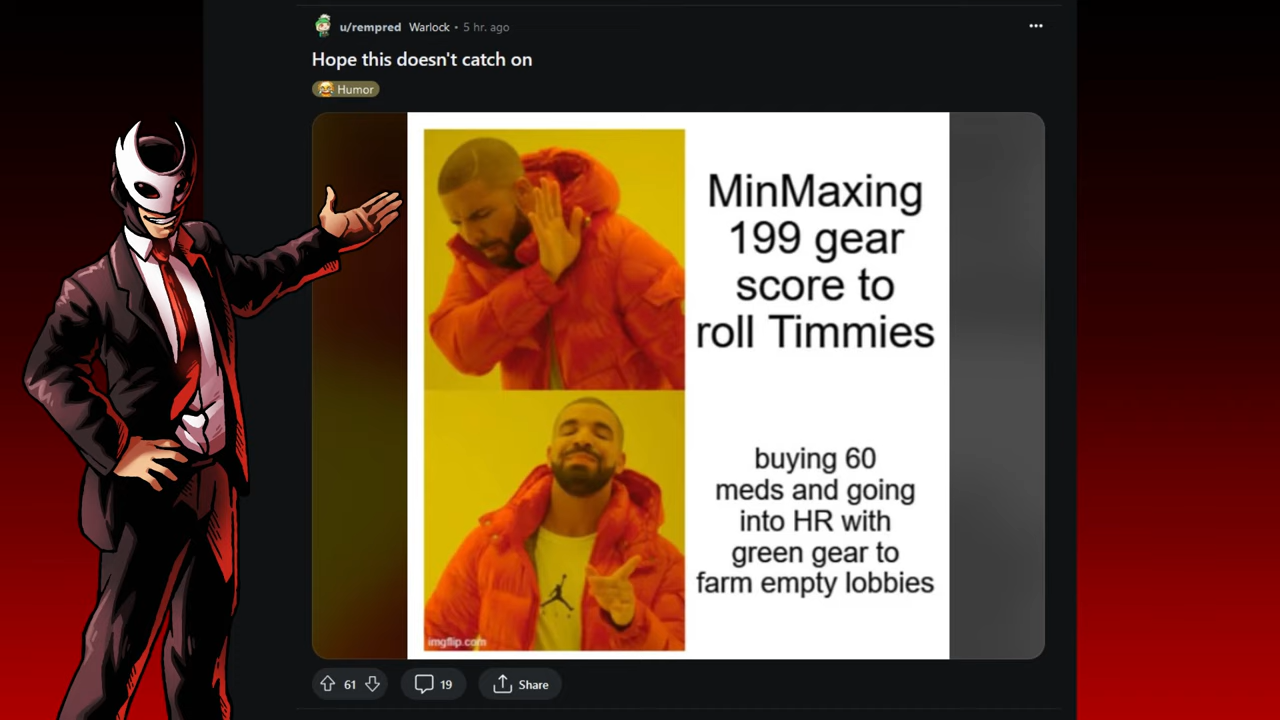 u/rempred Warlock • 5 hr. ago
Hope this doesn't catch on
Humor
MinMaxing
199 gear
score to
roll Timmies
buying 60
meds and going
into HR with
green gear to
farm empty lobbies
imgflip.com
61
19
Share